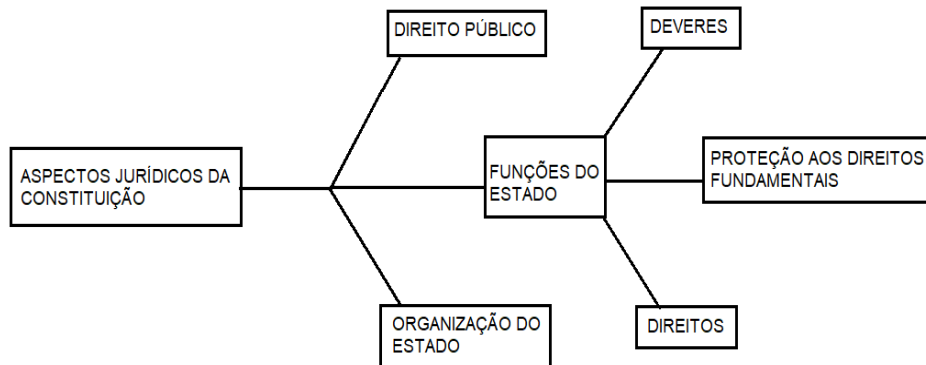 DIREITO PÚBLICO
DEVERES
ASPECTOS JURÍDICOS DA
CONSTITUIÇÃO
FUNÇÕES DO
ESTADO
PROTEÇÃO AOS DIREITOS
FUNDAMENTAIS
ORGANIZAÇÃO DO
ESTADO
DIREITOS